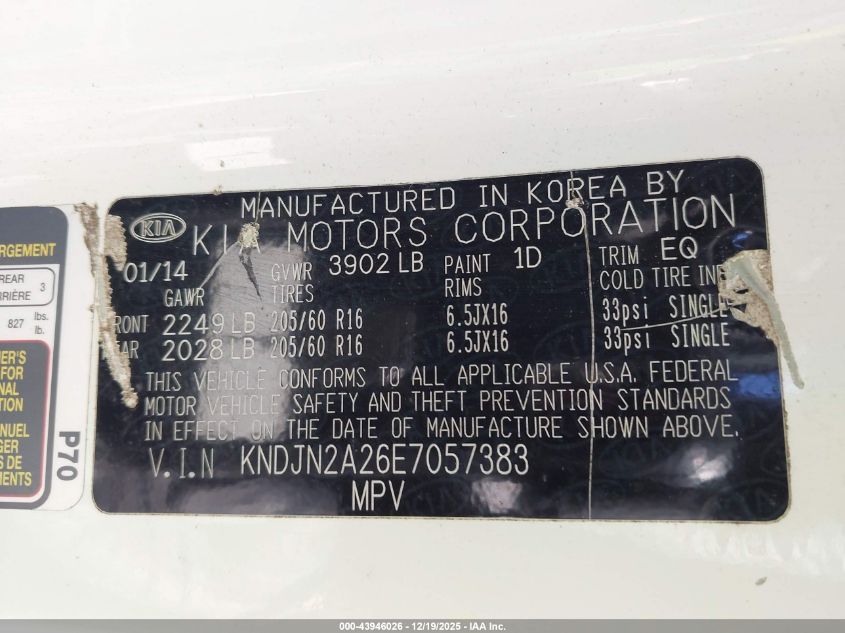 ARGEMENT
REAR 3
827 lbs.
lb.
P70
MANUFACTURED IN KOREA BY
KIA KIA MOTORS CORPORATION
01/14 GVWR 3902 LB PAINT 1D TRIM EQ
GAWR TIRES RIMS COLD TIRE
2249 LB 205/60 R16 6.5JX16 33psi SINGLE
2028 LB 205/60 R16 6.5JX16 33psi SINGLE
THIS VEHICLE CONFORMS TO ALL APPLICABLE U.S.A. FEDERAL
MOTOR VEHICLE SAFETY AND THEFT PREVENTION STANDARDS
IN EFFECT ON THE DATE OF MANUFACTURE SHOWN ABOVE.
V.I.N KNDJN2A26E7057383
MPV
000-43946026 - 12/19/2025 - IAA Inc.